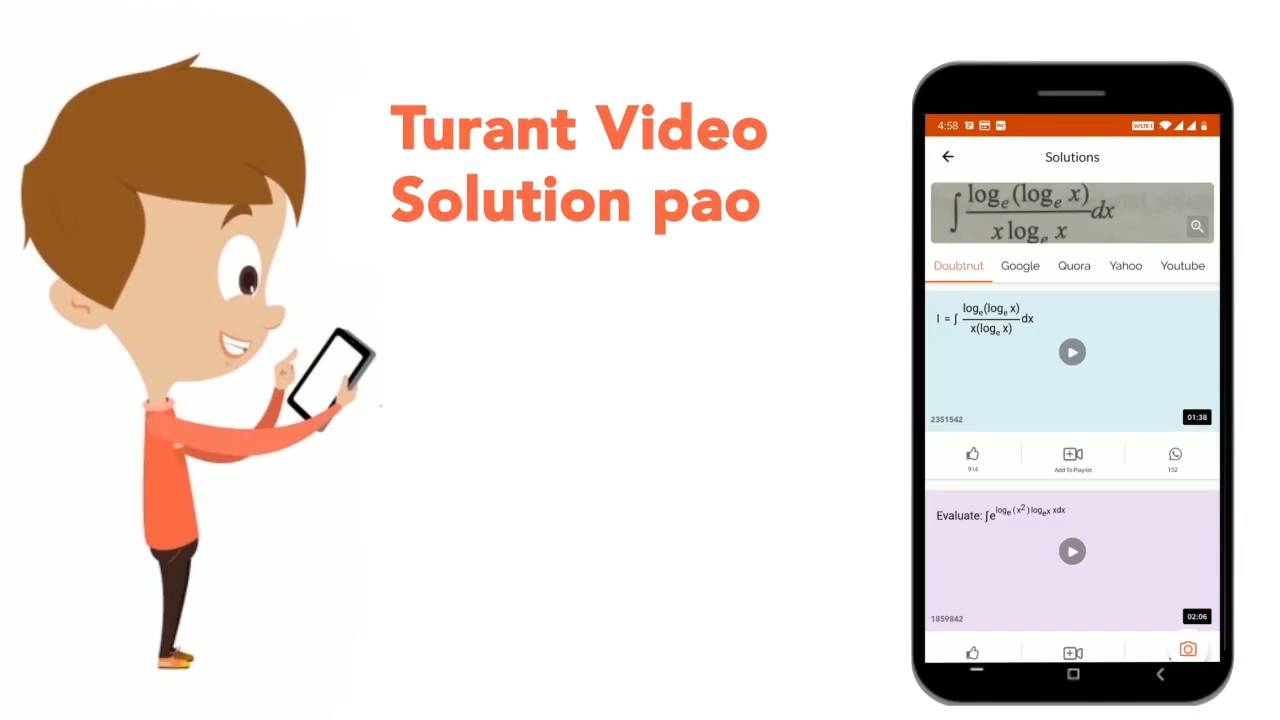 Turant Video
Solution pao
4:58
VoLTE1
Solutions
∫ logₑ(logₑ x) / x logₑ x dx
Doubtnut Google Quora Yahoo Youtube
I = ∫ logₑ(logₑ x) / x(logₑ x) dx
2351542
01:38
914
Add To Playlist
152
Evaluate: ∫e^logₑ(x²)logₑx xdx
1859842
02:06